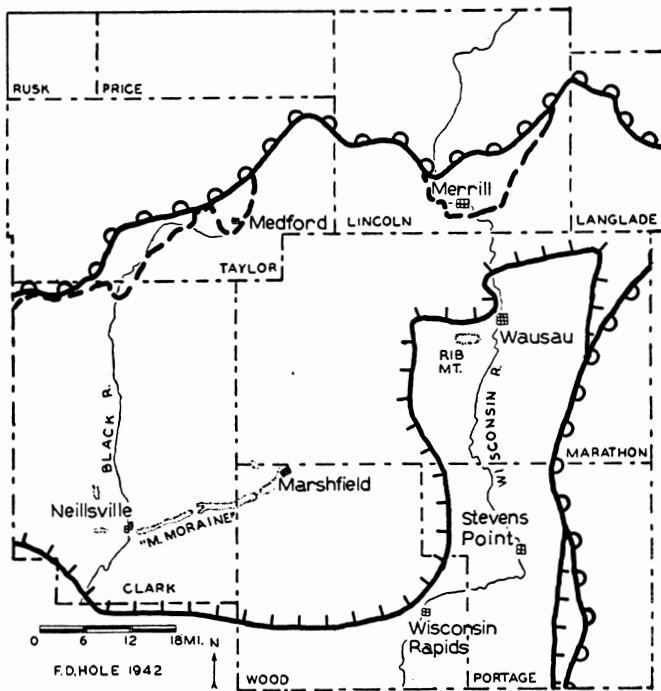 RUSK
PRICE
Merrill
Medford
LINCOLN
LANGLADE
TAYLOR
Wausau
RIB
MT.
BLACK R.
WISCONSIN R.
MARATHON
Marshfield
Neillsville
"M. MORAINE"
Stevens
Point
CLARK
0 6 12 18MI.
Wisconsin
Rapids
F.D.HOLE 1942
N
WOOD
PORTAGE